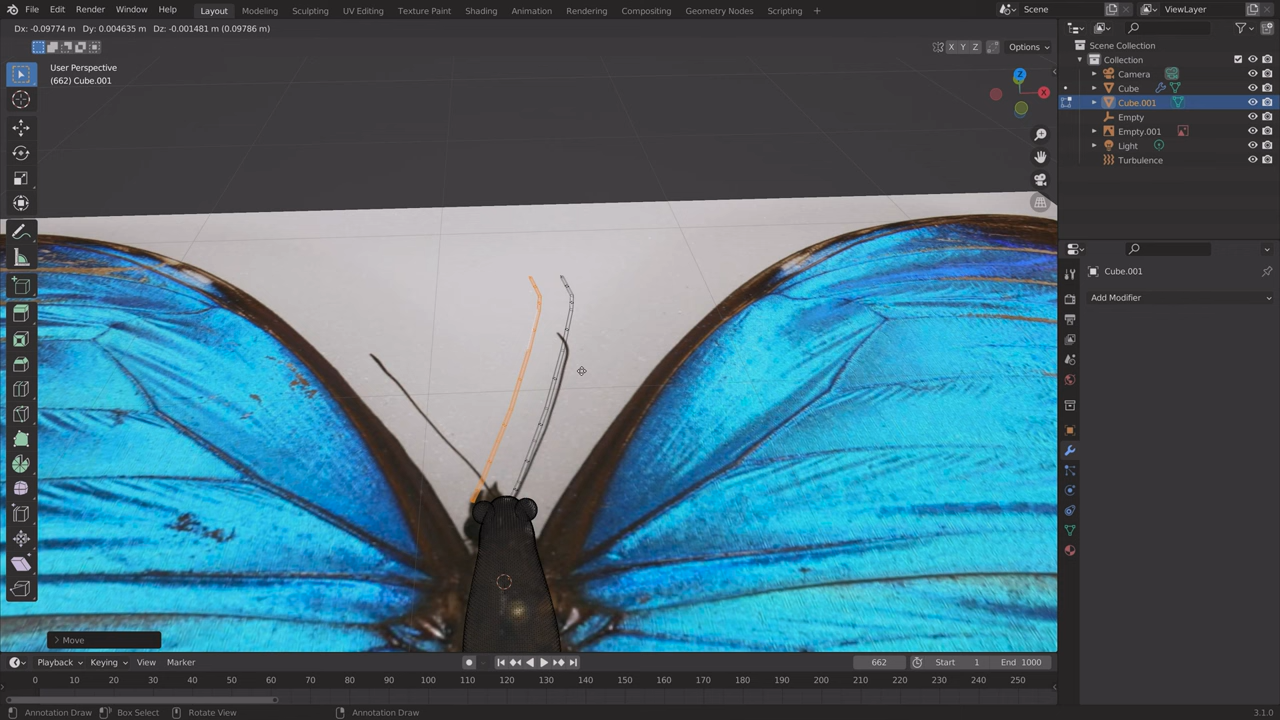 File Edit Render Window Help Layout Modeling Sculpting UV Editing Texture Paint Shading Animation Rendering Compositing Geometry Nodes Scripting + Scene ViewLayer
Dx: -0.09774 m Dy: 0.004635 m Dz: -0.001481 m (0.09786 m)
X Y Z Options
User Perspective
(662) Cube.001
Z
X
Move
Scene Collection
Collection
Camera
Cube
Cube.001
Empty
Empty.001
Light
Turbulence
Cube.001
Add Modifier
Playback Keying View Marker 662 Start 1 End 1000
0 10 20 30 40 50 60 70 80 90 100 110 120 130 140 150 160 170 180 190 200 210 220 230 240 250
Annotation Draw Box Select Rotate View Annotation Draw 3.1.0